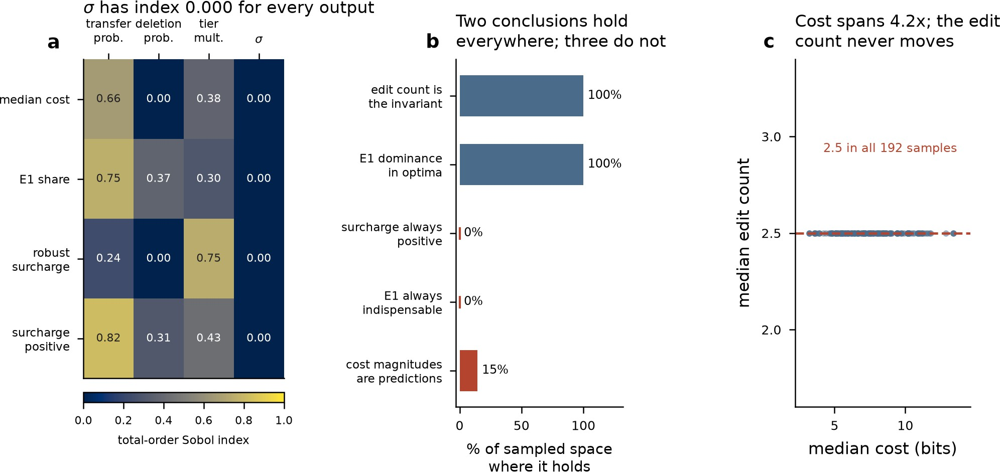 σ has index 0.000 for every output
a
transfer deletion tier
prob. prob. mult. σ
median cost 0.66 0.00 0.38 0.00
E1 share 0.75 0.37 0.30 0.00
robust
surcharge 0.24 0.00 0.75 0.00
surcharge
positive 0.82 0.31 0.43 0.00
0.0 0.2 0.4 0.6 0.8 1.0
total-order Sobol index
b
Two conclusions hold
everywhere; three do not
edit count is
the invariant
100%
E1 dominance
in optima
100%
surcharge always
positive
0%
E1 always
indispensable
0%
cost magnitudes
are predictions
15%
0 50 100
% of sampled space
where it holds
c
Cost spans 4.2x; the edit
count never moves
median edit count
3.0
2.5
2.0
2.5 in all 192 samples
5 10
median cost (bits)